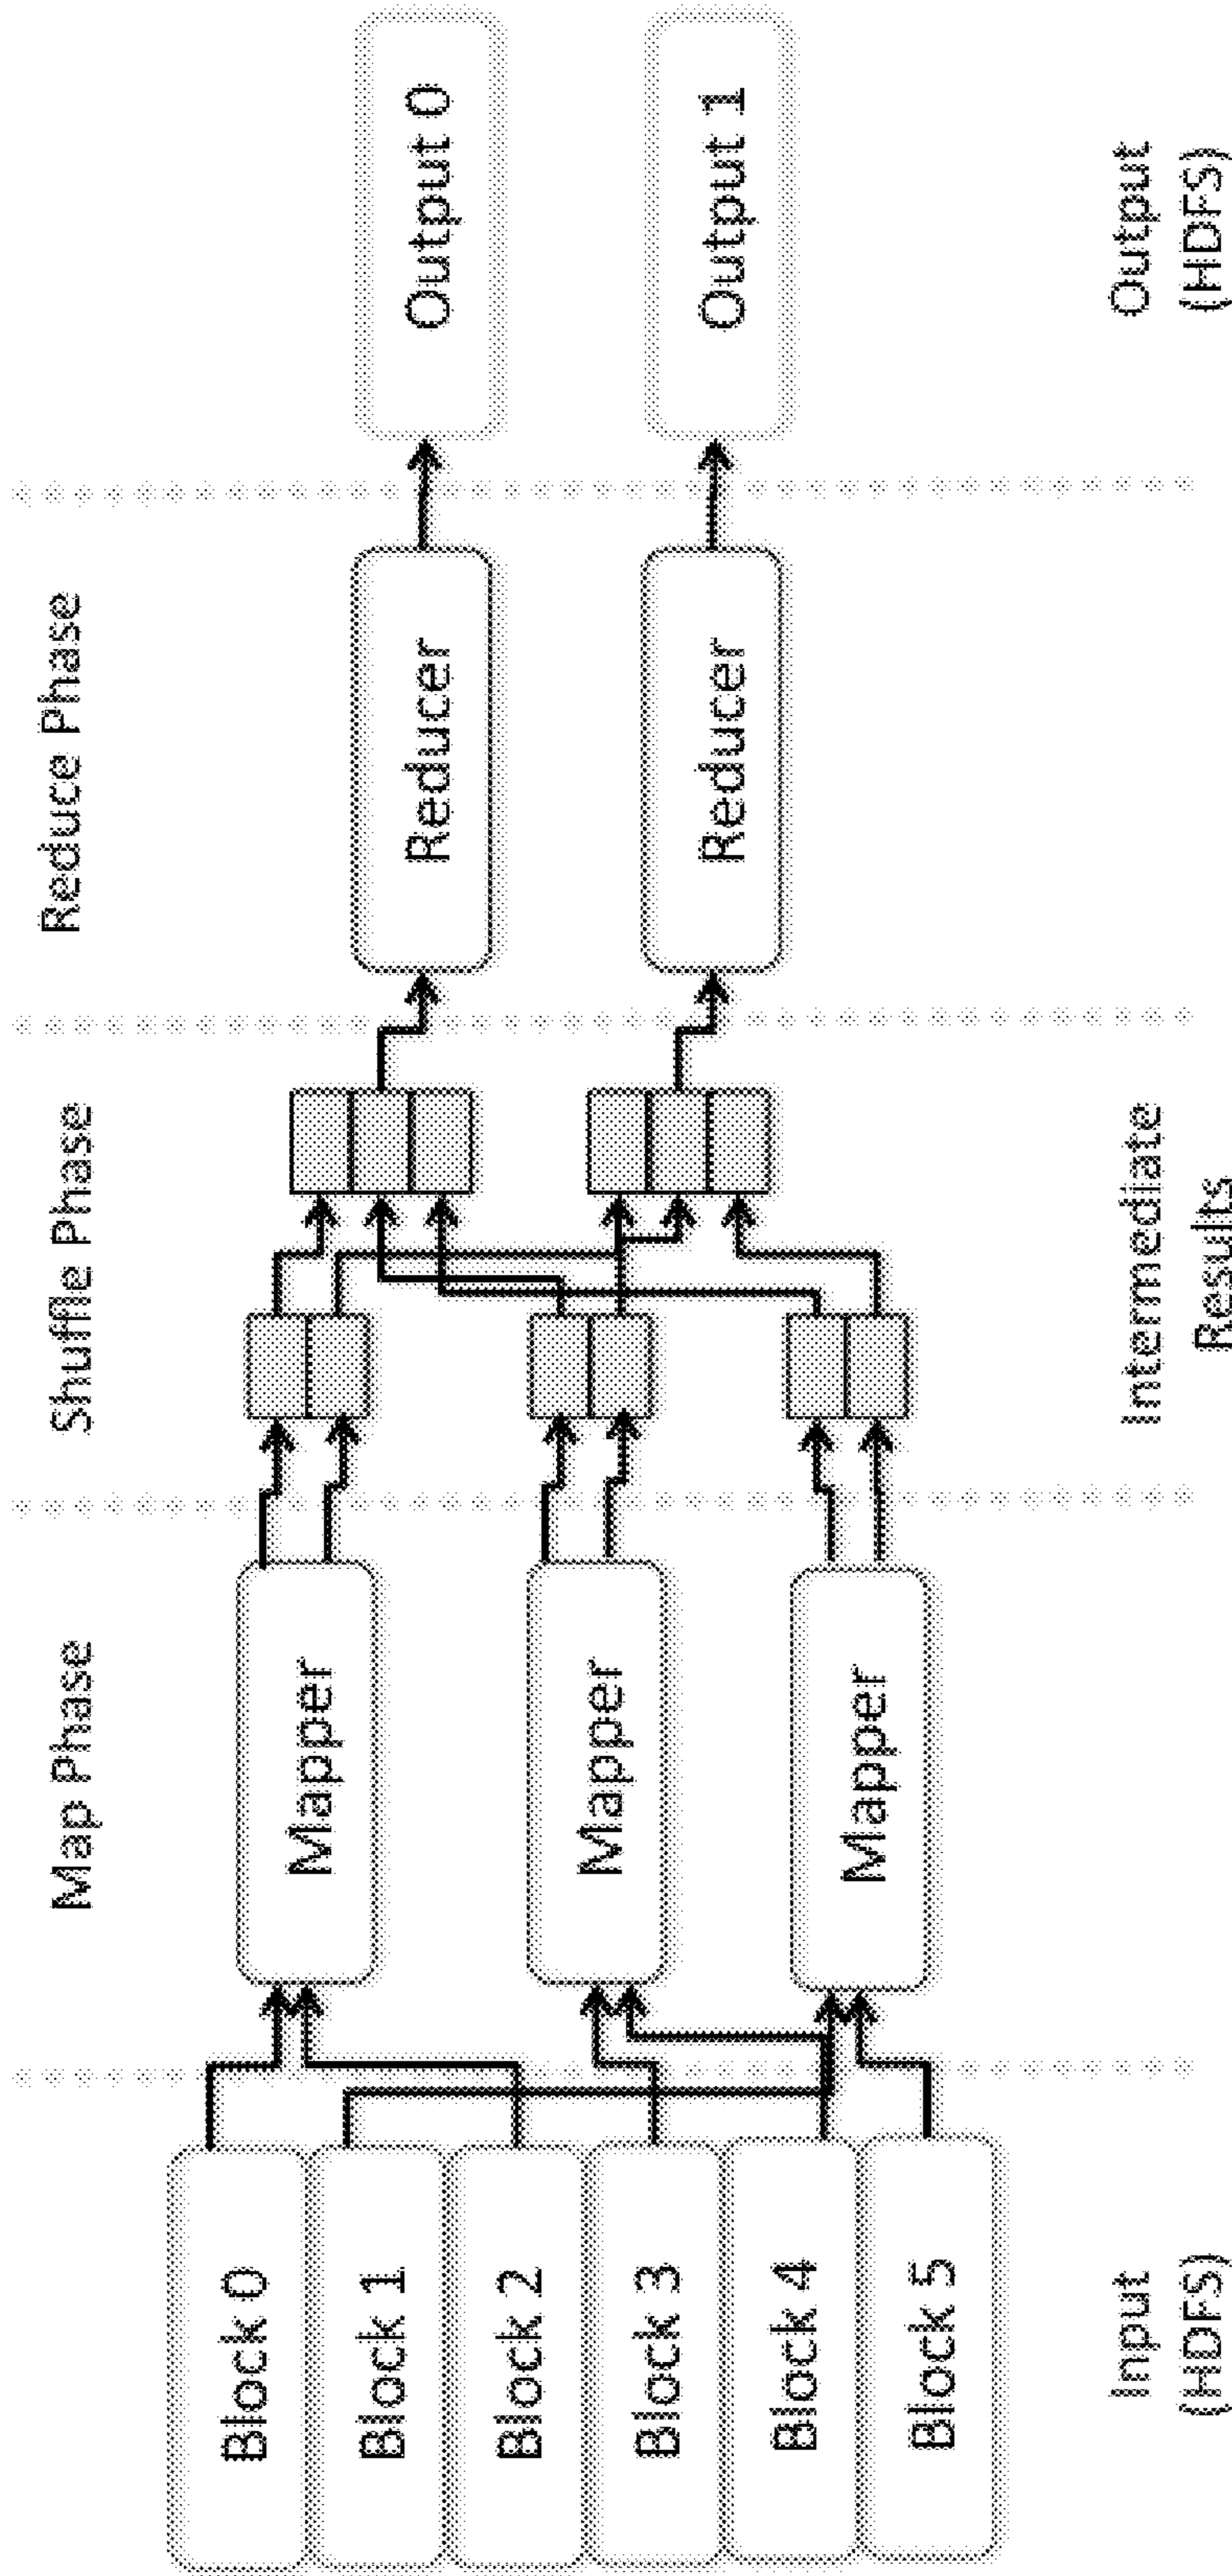 Map Phase
Shuffle Phase
Reduce Phase
Block 0
Block 1
Block 2
Block 3
Block 4
Block 5
Mapper
Mapper
Mapper
Reducer
Reducer
Output 0
Output 1
Input
(HDFS)
Intermediate
Results
Output
(HDFS)